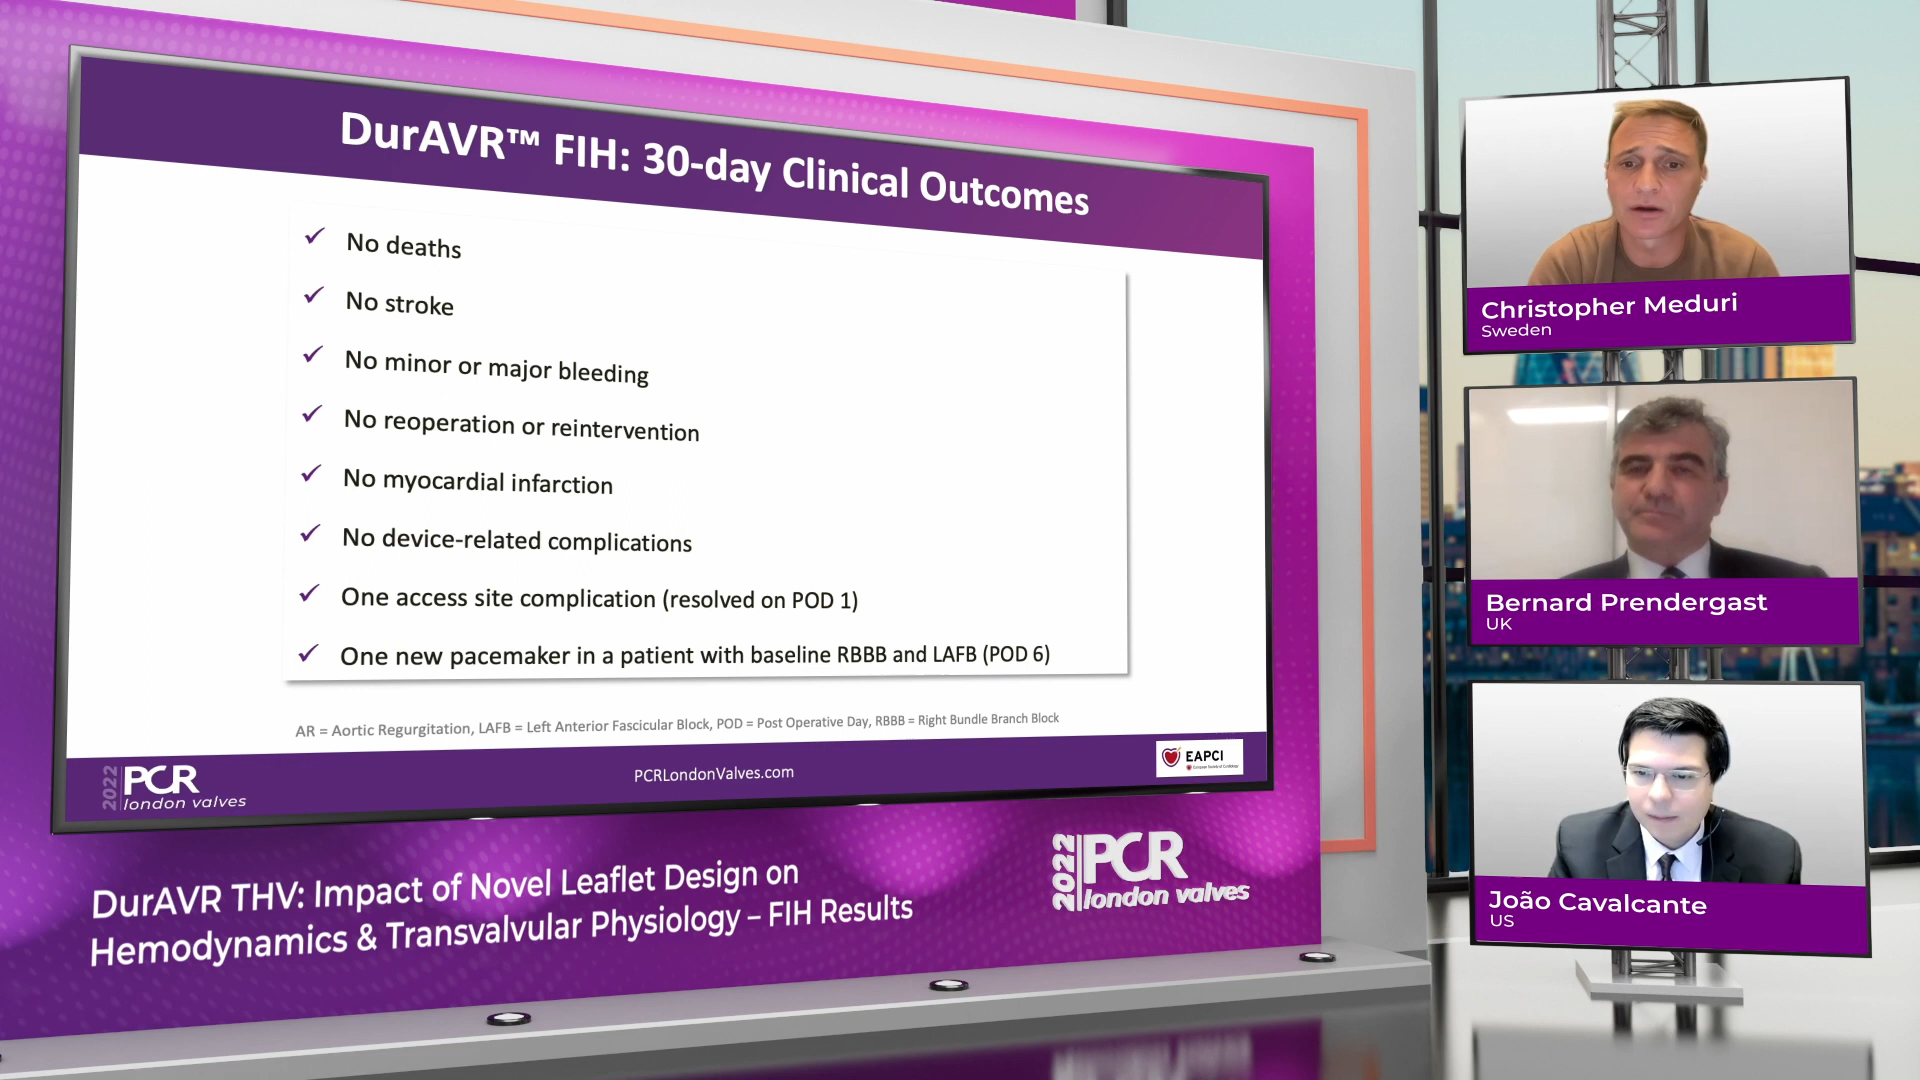 DurAVR™ FIH: 30-day Clinical Outcomes
✓ No deaths
✓ No stroke
✓ No minor or major bleeding
✓ No reoperation or reintervention
✓ No myocardial infarction
✓ No device-related complications
✓ One access site complication (resolved on POD 1)
✓ One new pacemaker in a patient with baseline RBBB and LAFB (POD 6)
AR = Aortic Regurgitation, LAFB = Left Anterior Fascicular Block, POD = Post Operative Day, RBBB = Right Bundle Branch Block
2022 PCR
london valves
PCRLondonValves.com
EAPCI
DurAVR THV: Impact of Novel Leaflet Design on
Hemodynamics & Transvalvular Physiology – FIH Results
2022 PCR
london valves
Christopher Meduri
Sweden
Bernard Prendergast
UK
João Cavalcante
US